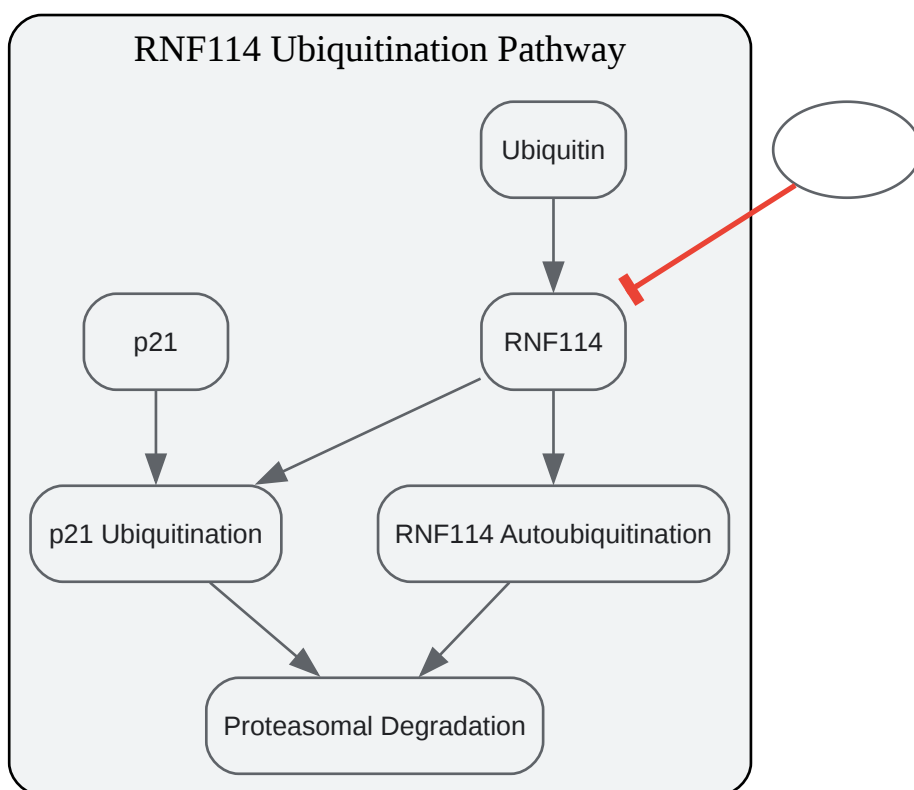 RNF114 Ubiquitination Pathway
Ubiquitin
p21
RNF114
p21 Ubiquitination
RNF114 Autoubiquitination
Proteasomal Degradation